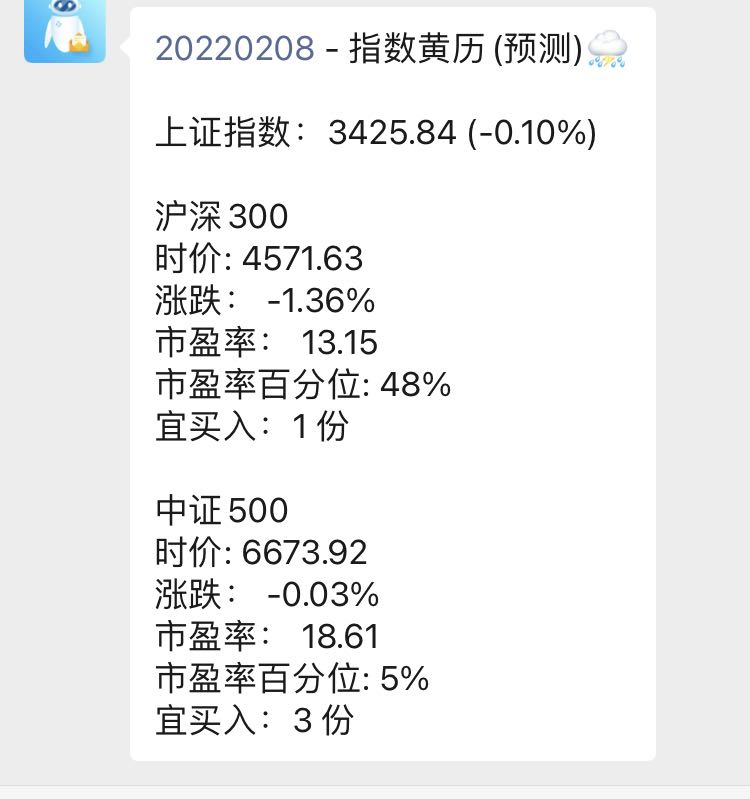 20220208 - 指数黄历 (预测)🌧️
上证指数： 3425.84 (-0.10%)
沪深 300
时价: 4571.63
涨跌： -1.36%
市盈率： 13.15
市盈率百分位: 48%
宜买入： 1 份
中证 500
时价: 6673.92
涨跌： -0.03%
市盈率： 18.61
市盈率百分位: 5%
宜买入： 3 份